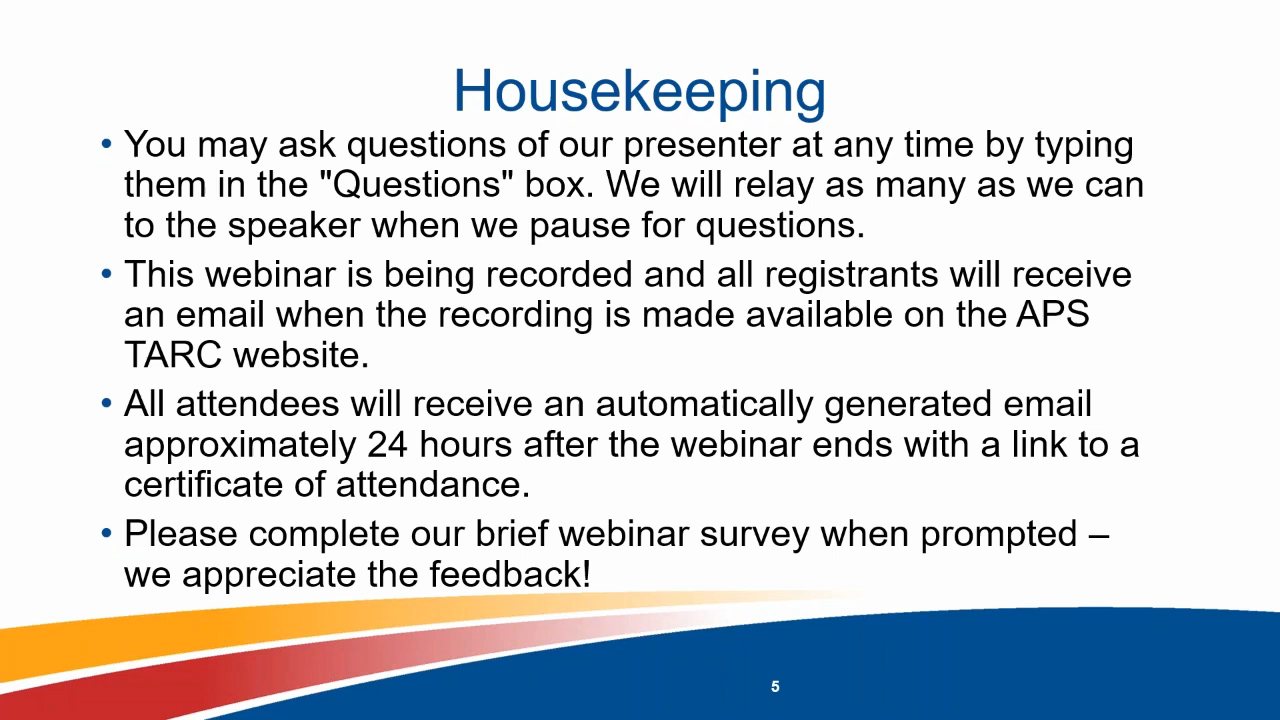 Housekeeping
• You may ask questions of our presenter at any time by typing
them in the "Questions" box. We will relay as many as we can
to the speaker when we pause for questions.
• This webinar is being recorded and all registrants will receive
an email when the recording is made available on the APS
TARC website.
• All attendees will receive an automatically generated email
approximately 24 hours after the webinar ends with a link to a
certificate of attendance.
• Please complete our brief webinar survey when prompted –
we appreciate the feedback!
5